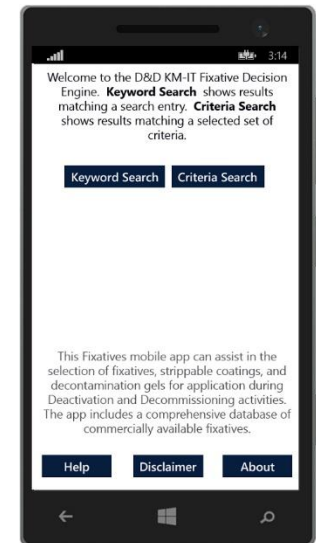 3:14
Welcome to the D&D KM-IT Fixative Decision
Engine. Keyword Search shows results
matching a search entry. Criteria Search
shows results matching a selected set of
criteria.
Keyword Search Criteria Search
This Fixatives mobile app can assist in the
selection of fixatives, strippable coatings, and
decontamination gels for application during
Deactivation and Decommissioning activities.
The app includes a comprehensive database of
commercially available fixatives.
Help Disclaimer About